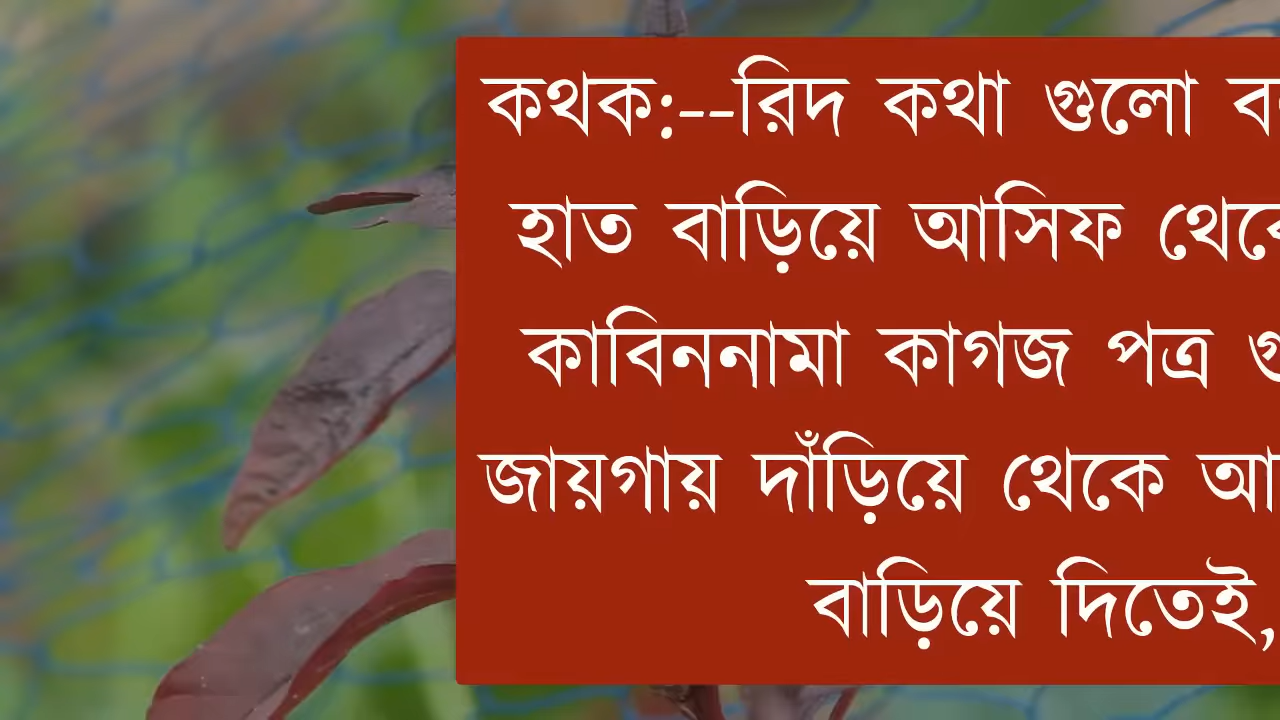 কথক:--রিদ কথা গুলো
হাত বাড়িয়ে আসিফ
কাবিননামা কাগজ পত্র
জায়গায় দাঁড়িয়ে থেকে
বাড়িয়ে দিতেই,